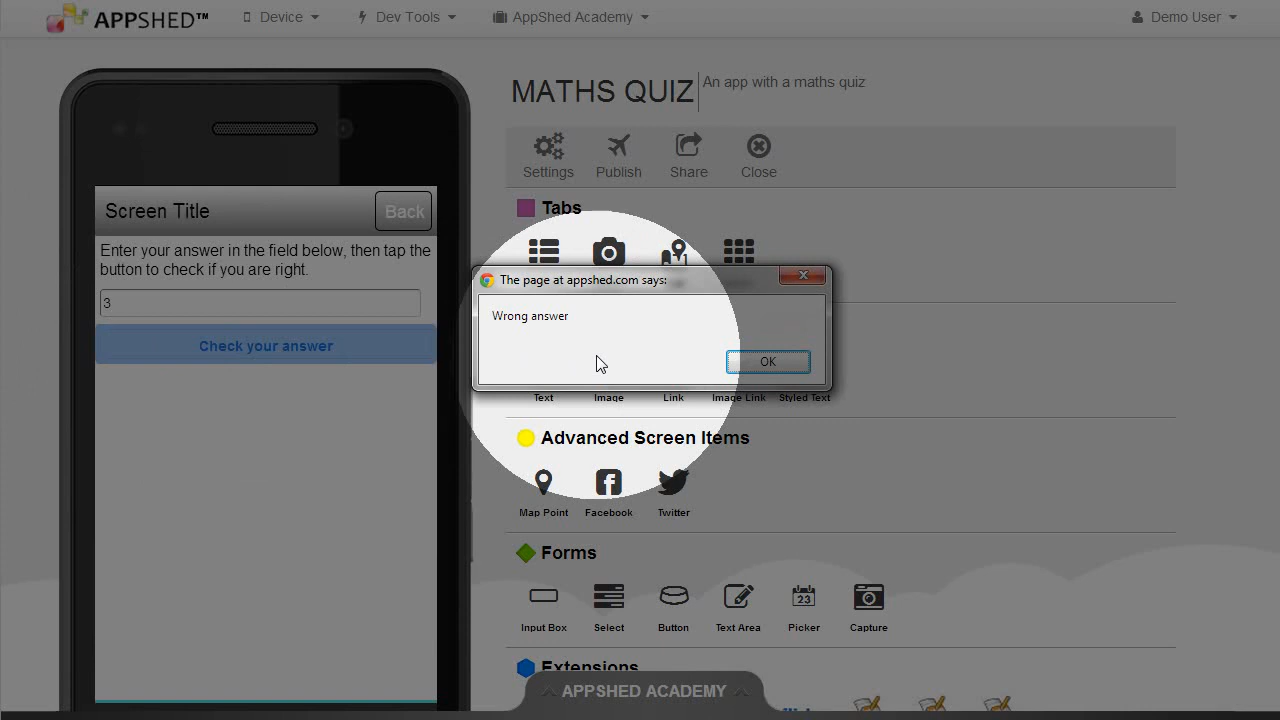 APPSHED™
Device
Dev Tools
AppShed Academy
Demo User
MATHS QUIZ
An app with a maths quiz
Settings
Publish
Share
Close
Screen Title
Back
Enter your answer in the field below, then tap the
button to check if you are right.
3
Check your answer
Tabs
The page at appshed.com says:
Wrong answer
OK
Text
Image
Link
Image Link
Styled Text
Advanced Screen Items
Map Point
Facebook
Twitter
Forms
23
Input Box
Select
Button
Text Area
Picker
Capture
Extensions
APPSHED ACADEMY